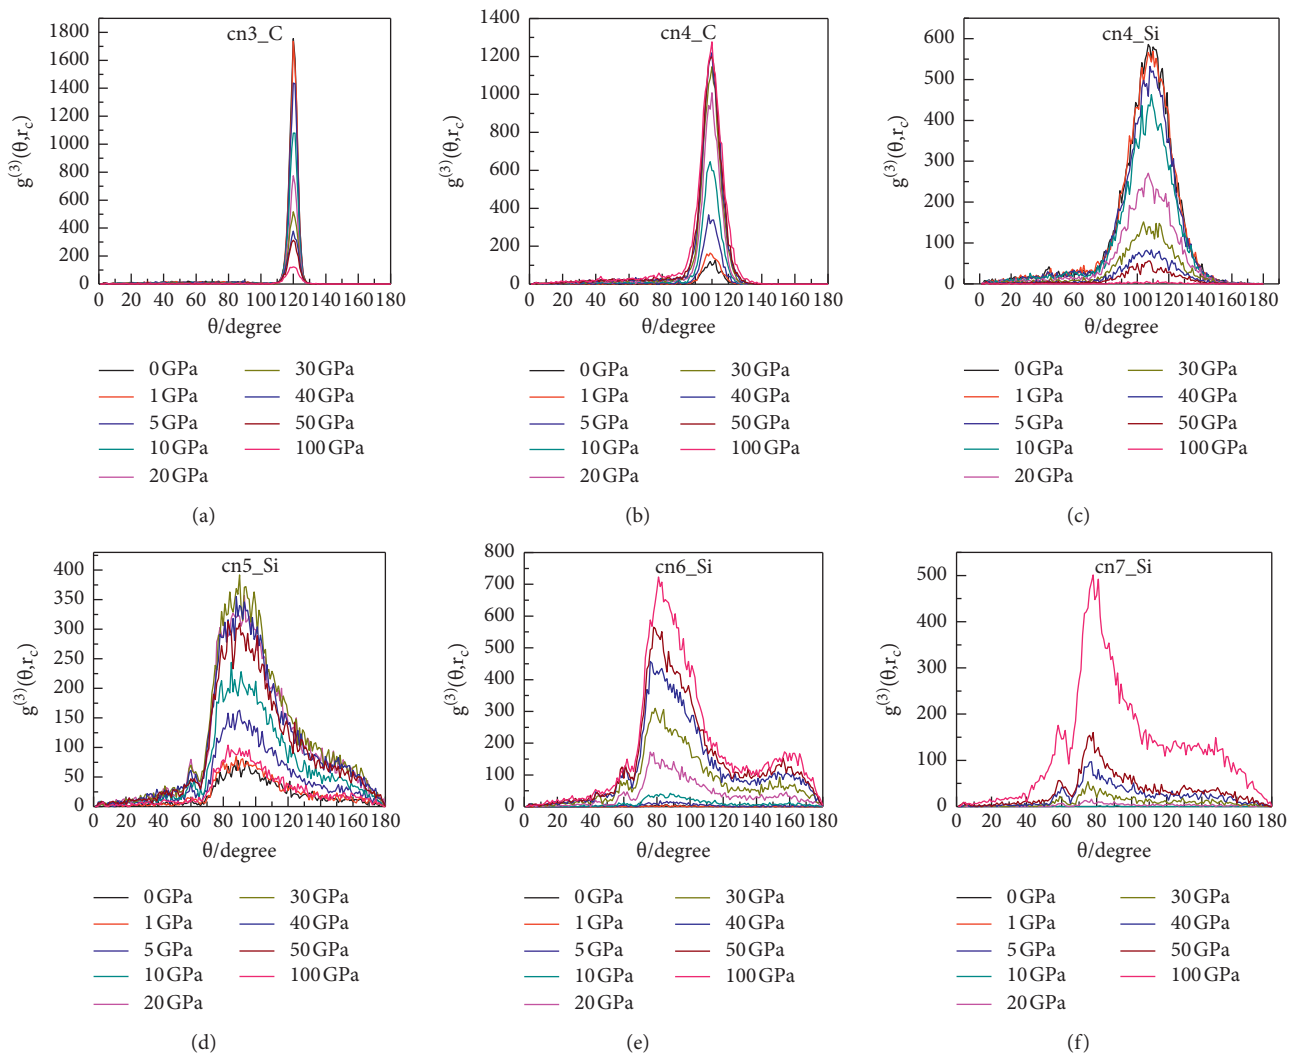 cn3_C
g(3)(θ,rc)
1800
1600
1400
1200
1000
800
600
400
200
0
0 20 40 60 80 100 120 140 160 180
θ/degree
0 GPa
1 GPa
5 GPa
10 GPa
20 GPa
30 GPa
40 GPa
50 GPa
100 GPa
(a)
cn4_C
g(3)(θ,rc)
1400
1200
1000
800
600
400
200
0
0 20 40 60 80 100 120 140 160 180
θ/degree
0 GPa
1 GPa
5 GPa
10 GPa
20 GPa
30 GPa
40 GPa
50 GPa
100 GPa
(b)
cn4_Si
g(3)(θ,rc)
600
500
400
300
200
100
0
0 20 40 60 80 100 120 140 160 180
θ/degree
0 GPa
1 GPa
5 GPa
10 GPa
20 GPa
30 GPa
40 GPa
50 GPa
100 GPa
(c)
cn5_Si
g(3)(θ,rc)
400
350
300
250
200
150
100
50
0
0 20 40 60 80 100 120 140 160 180
θ/degree
0 GPa
1 GPa
5 GPa
10 GPa
20 GPa
30 GPa
40 GPa
50 GPa
100 GPa
(d)
cn6_Si
g(3)(θ,rc)
800
700
600
500
400
300
200
100
0
0 20 40 60 80 100 120 140 160 180
θ/degree
0 GPa
1 GPa
5 GPa
10 GPa
20 GPa
30 GPa
40 GPa
50 GPa
100 GPa
(e)
cn7_Si
g(3)(θ,rc)
500
400
300
200
100
0
0 20 40 60 80 100 120 140 160 180
θ/degree
0 GPa
1 GPa
5 GPa
10 GPa
20 GPa
30 GPa
40 GPa
50 GPa
100 GPa
(f)